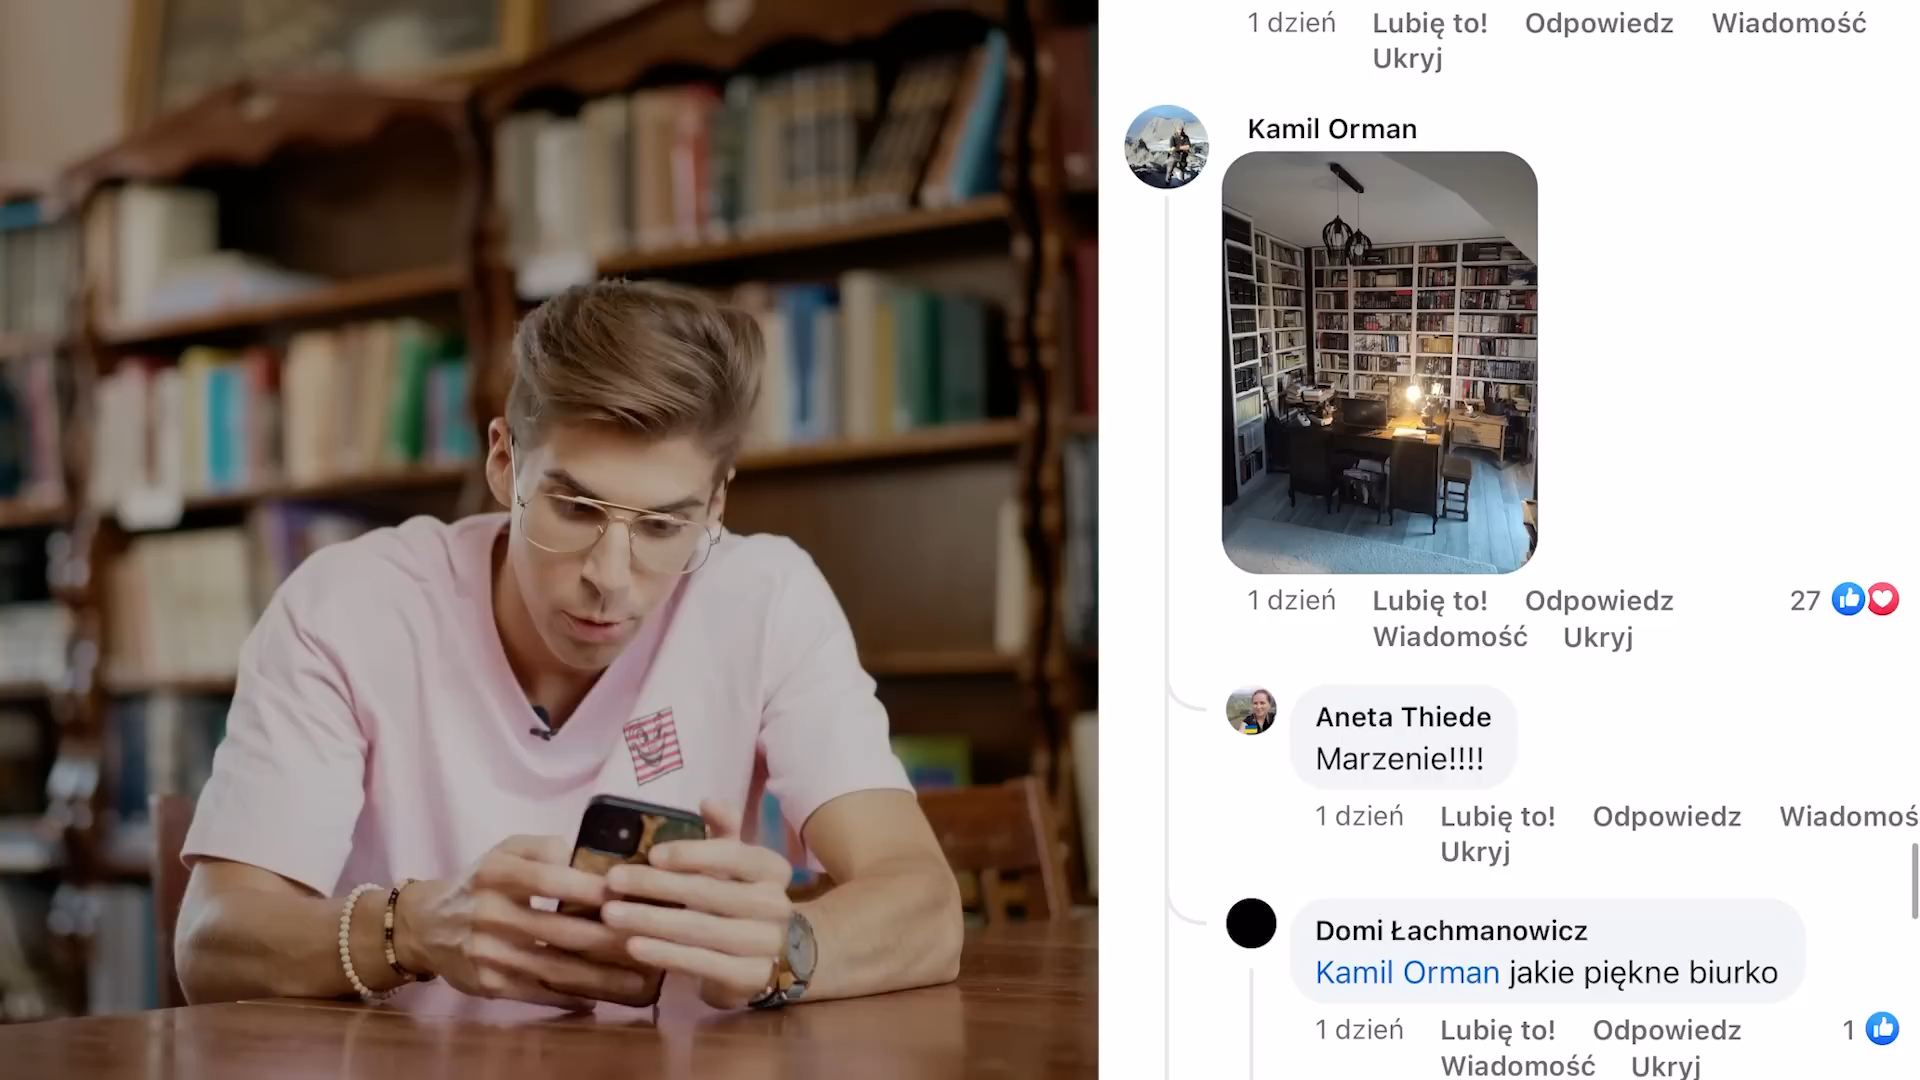 1 dzień Lubię to! Odpowiedz Wiadomość
Ukryj
Kamil Orman
1 dzień Lubię to! Odpowiedz 27
Wiadomość Ukryj
Aneta Thiede
Marzenie!!!!
1 dzień Lubię to! Odpowiedz Wiadomoś
Ukryj
Domi Łachmanowicz
Kamil Orman jakie piękne biurko
1 dzień Lubię to! Odpowiedz 1
Wiadomość Ukryj